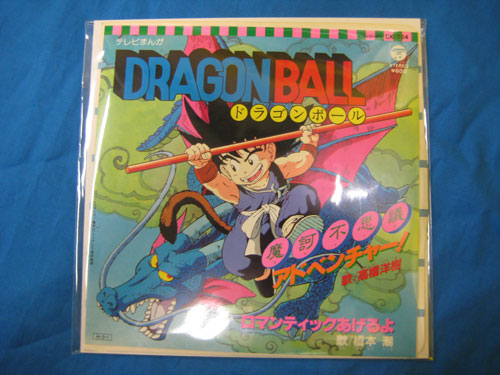 テレビまんが
STEREO
¥600
DRAGON BALL
ドラゴンボール
魔訶不思議
アドベンチャー!
歌/高橋洋樹
ロマンティックあげるよ
歌/橋本 潮